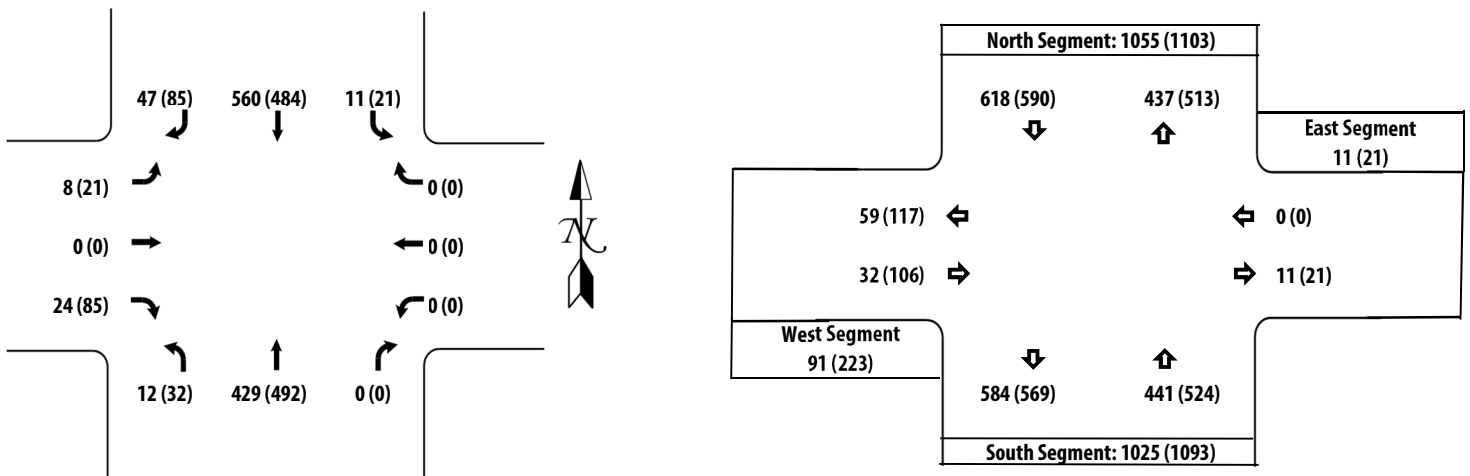 47 (85) 560 (484) 11 (21)
8 (21) 0 (0)
0 (0) 0 (0)
24 (85) 0 (0)
12 (32) 429 (492) 0 (0)
N
North Segment: 1055 (1103)
618 (590) 437 (513)
East Segment
11 (21)
59 (117) 0 (0)
32 (106) 11 (21)
West Segment
91 (223)
584 (569) 441 (524)
South Segment: 1025 (1093)